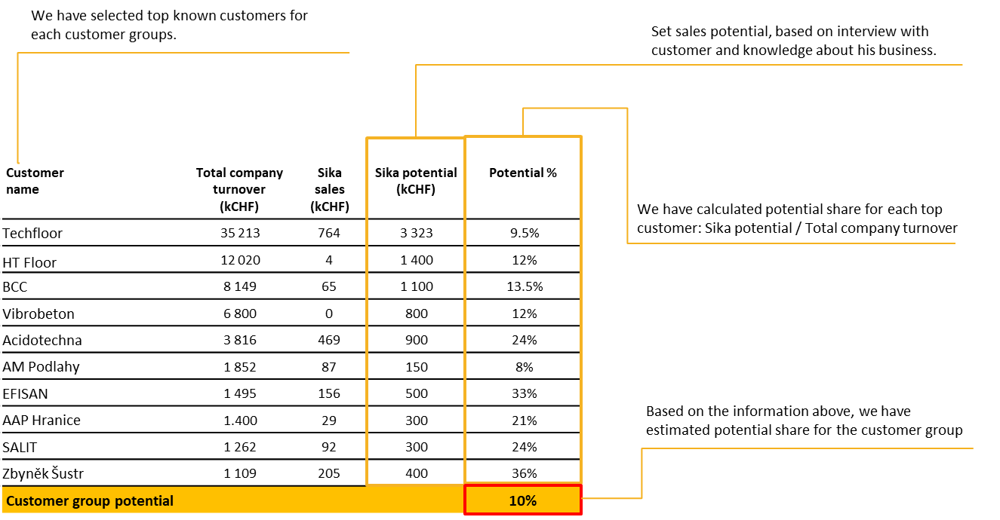 We have selected top known customers for
each customer groups.
Set sales potential, based on interview with
customer and knowledge about his business.
Customer name Total company turnover (kCHF) Sika sales (kCHF) Sika potential (kCHF) Potential %
Techfloor 35 213 764 3 323 9.5%
HT Floor 12 020 4 1 400 12%
BCC 8 149 65 1 100 13.5%
Vibrobeton 6 800 0 800 12%
Acidotechna 3 816 469 900 24%
AM Podlahy 1 852 87 150 8%
EFISAN 1 495 156 500 33%
AAP Hranice 1.400 29 300 21%
SALIT 1 262 92 300 24%
Zbyněk Šustr 1 109 205 400 36%
Customer group potential 10%
We have calculated potential share for each top
customer: Sika potential / Total company turnover
Based on the information above, we have
estimated potential share for the customer group